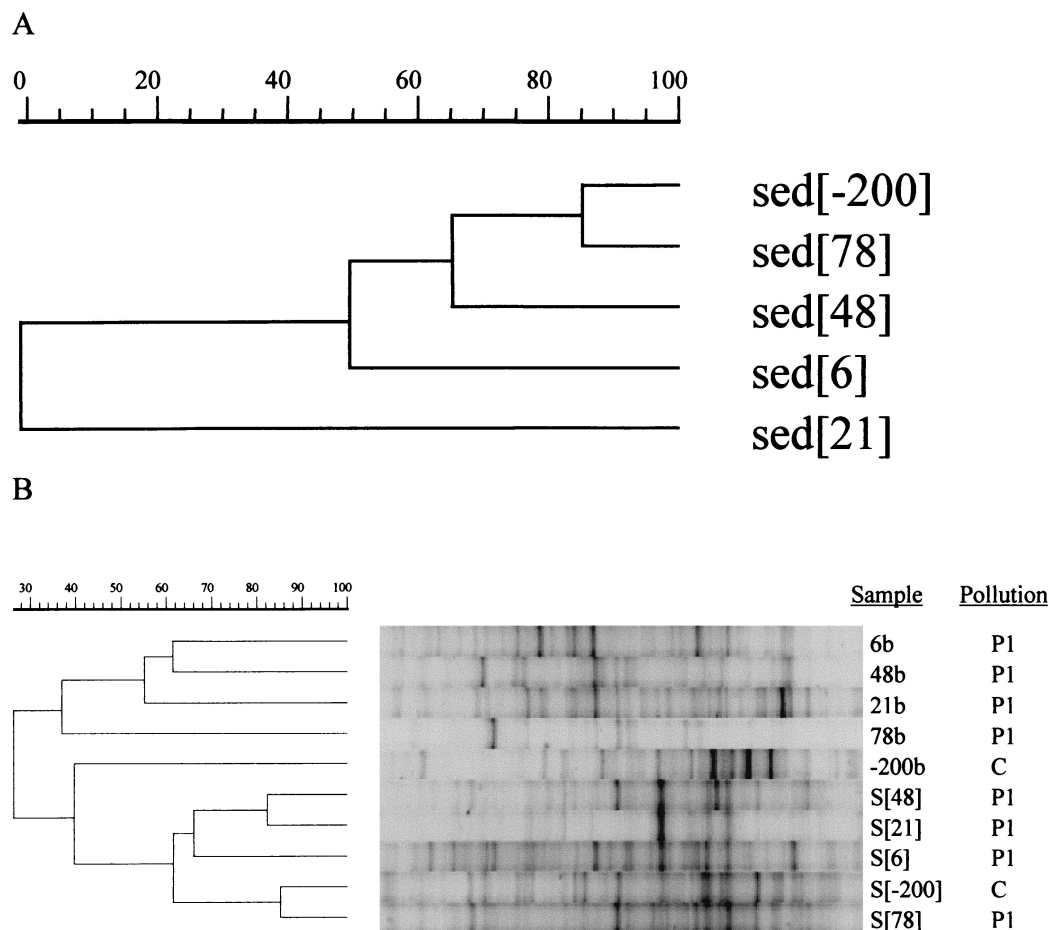 A
0 20 40 60 80 100
sed[-200]
sed[78]
sed[48]
sed[6]
sed[21]
B
30 40 50 60 70 80 90 100
Sample Pollution
6b P1
48b P1
21b P1
78b P1
-200b C
S[48] P1
S[21] P1
S[6] P1
S[-200] C
S[78] P1